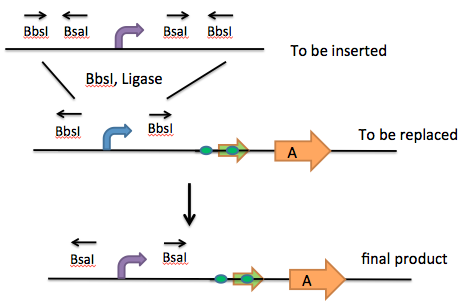 BbsI BsaI BsaI BbsI
To be inserted
BbsI, Ligase
BbsI BbsI
To be replaced
A
BsaI BsaI
final product
A